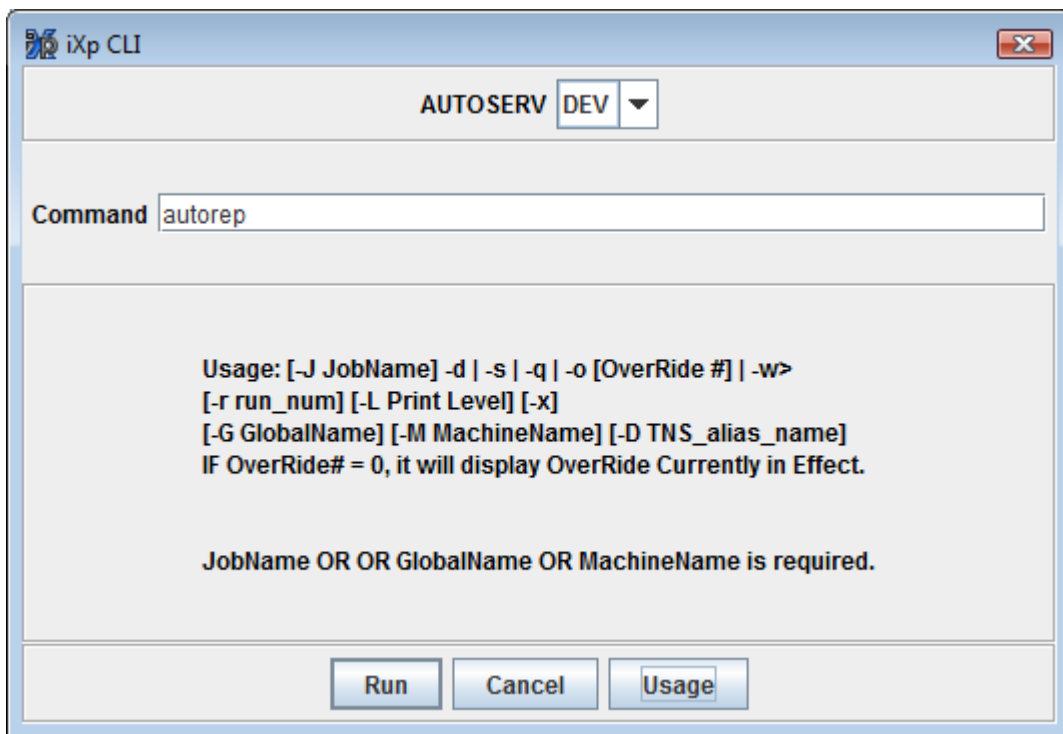 iXp CLI
AUTOSERV DEV
Command autorep
Usage: [-J JobName] -d | -s | -q | -o [OverRide #] | -w>
[-r run_num] [-L Print Level] [-x]
[-G GlobalName] [-M MachineName] [-D TNS_alias_name]
IF OverRide# = 0, it will display OverRide Currently in Effect.
JobName OR OR GlobalName OR MachineName is required.
Run Cancel Usage